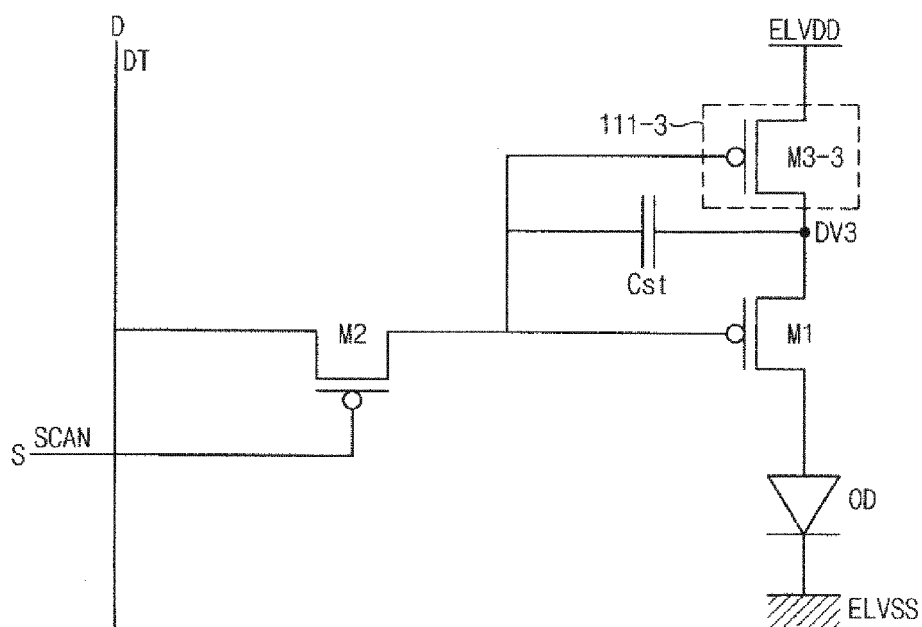 D
DT
ELVDD
111-3
M3-3
DV3
Cst
M2
M1
S
SCAN
OD
ELVSS